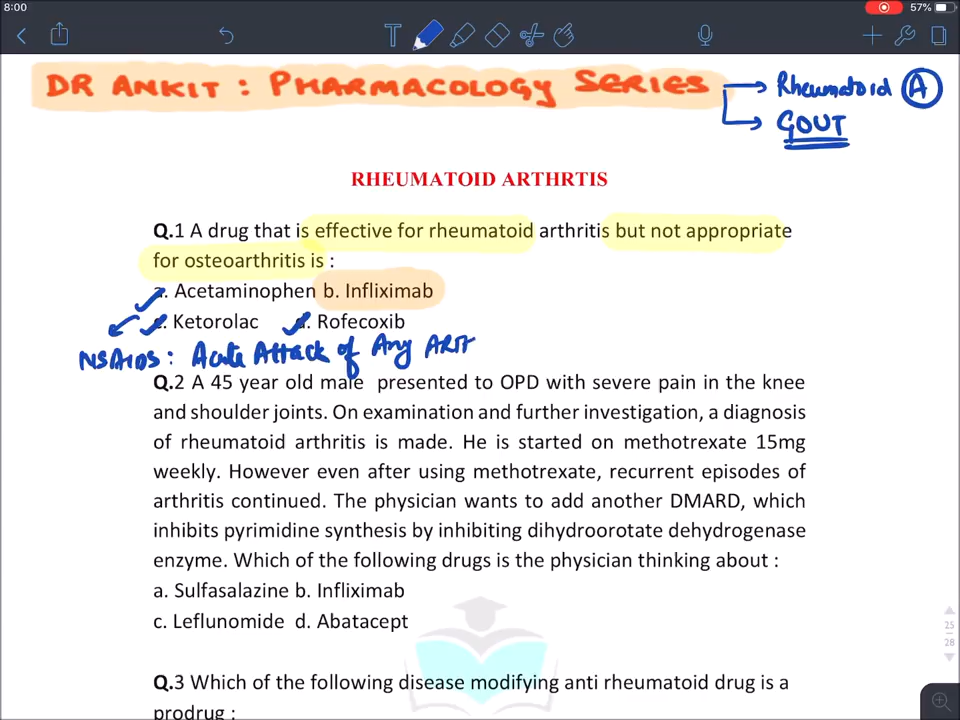 8:00
57%
DR ANKIT : PHARMACOLOGY SERIES
Rheumatoid A
GOUT
RHEUMATOID ARTHRTIS
Q.1 A drug that is effective for rheumatoid arthritis but not appropriate
for osteoarthritis is :
a. Acetaminophen b. Infliximab
c. Ketorolac d. Rofecoxib
NSAIDS : Acute Attack of Any
Q.2 A 45 year old male presented to OPD with severe pain in the knee
and shoulder joints. On examination and further investigation, a diagnosis
of rheumatoid arthritis is made. He is started on methotrexate 15mg
weekly. However even after using methotrexate, recurrent episodes of
arthritis continued. The physician wants to add another DMARD, which
inhibits pyrimidine synthesis by inhibiting dihydroorotate dehydrogenase
enzyme. Which of the following drugs is the physician thinking about :
a. Sulfasalazine b. Infliximab
c. Leflunomide d. Abatacept
Q.3 Which of the following disease modifying anti rheumatoid drug is a
prodrug :
25
28